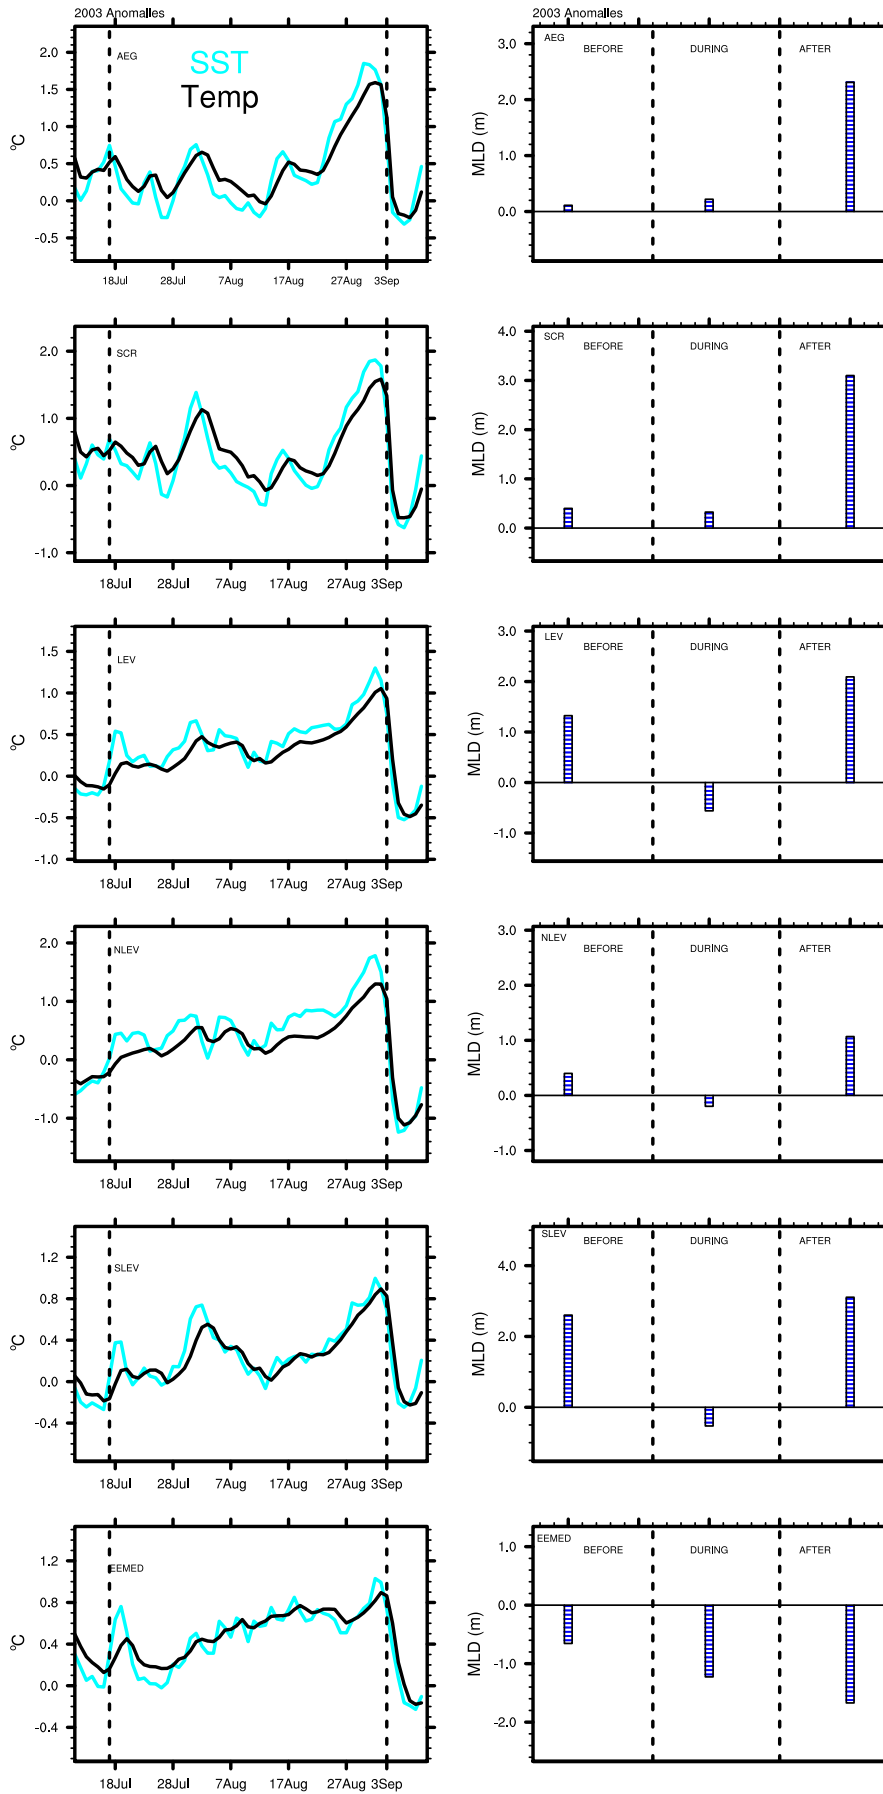 2003 Anomalles
2003 Anomalles
AEG
SST
Temp
°C
2.0
1.5
1.0
0.5
0.0
-0.5
18Jul 28Jul 7Aug 17Aug 27Aug 3Sep
AEG
BEFORE DURING AFTER
MLD (m)
3.0
2.0
1.0
0.0
SCR
°C
2.0
1.0
0.0
-1.0
18Jul 28Jul 7Aug 17Aug 27Aug 3Sep
SCR
BEFORE DURING AFTER
MLD (m)
4.0
3.0
2.0
1.0
0.0
LEV
°C
1.5
1.0
0.5
0.0
-0.5
-1.0
18Jul 28Jul 7Aug 17Aug 27Aug 3Sep
LEV
BEFORE DURING AFTER
MLD (m)
3.0
2.0
1.0
0.0
-1.0
NLEV
°C
2.0
1.0
0.0
-1.0
18Jul 28Jul 7Aug 17Aug 27Aug 3Sep
NLEV
BEFORE DURING AFTER
MLD (m)
3.0
2.0
1.0
0.0
-1.0
SLEV
°C
1.2
0.8
0.4
0.0
-0.4
18Jul 28Jul 7Aug 17Aug 27Aug 3Sep
SLEV
BEFORE DURING AFTER
MLD (m)
4.0
2.0
0.0
EEMED
°C
1.2
0.8
0.4
0.0
-0.4
18Jul 28Jul 7Aug 17Aug 27Aug 3Sep
EEMED
BEFORE DURING AFTER
MLD (m)
1.0
0.0
-1.0
-2.0